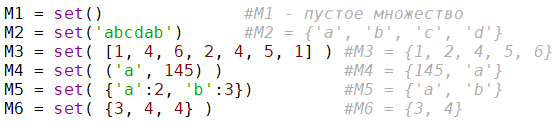 M1 = set() #M1 - пустое множество
M2 = set('abcdab') #M2 = {'a', 'b', 'c', 'd'}
M3 = set( [1, 4, 6, 2, 4, 5, 1] ) #M3 = {1, 2, 4, 5, 6}
M4 = set( ('a', 145) ) #M4 = {145, 'a'}
M5 = set( {'a':2, 'b':3}) #M5 = {'a', 'b'}
M6 = set( {3, 4, 4} ) #M6 = {3, 4}